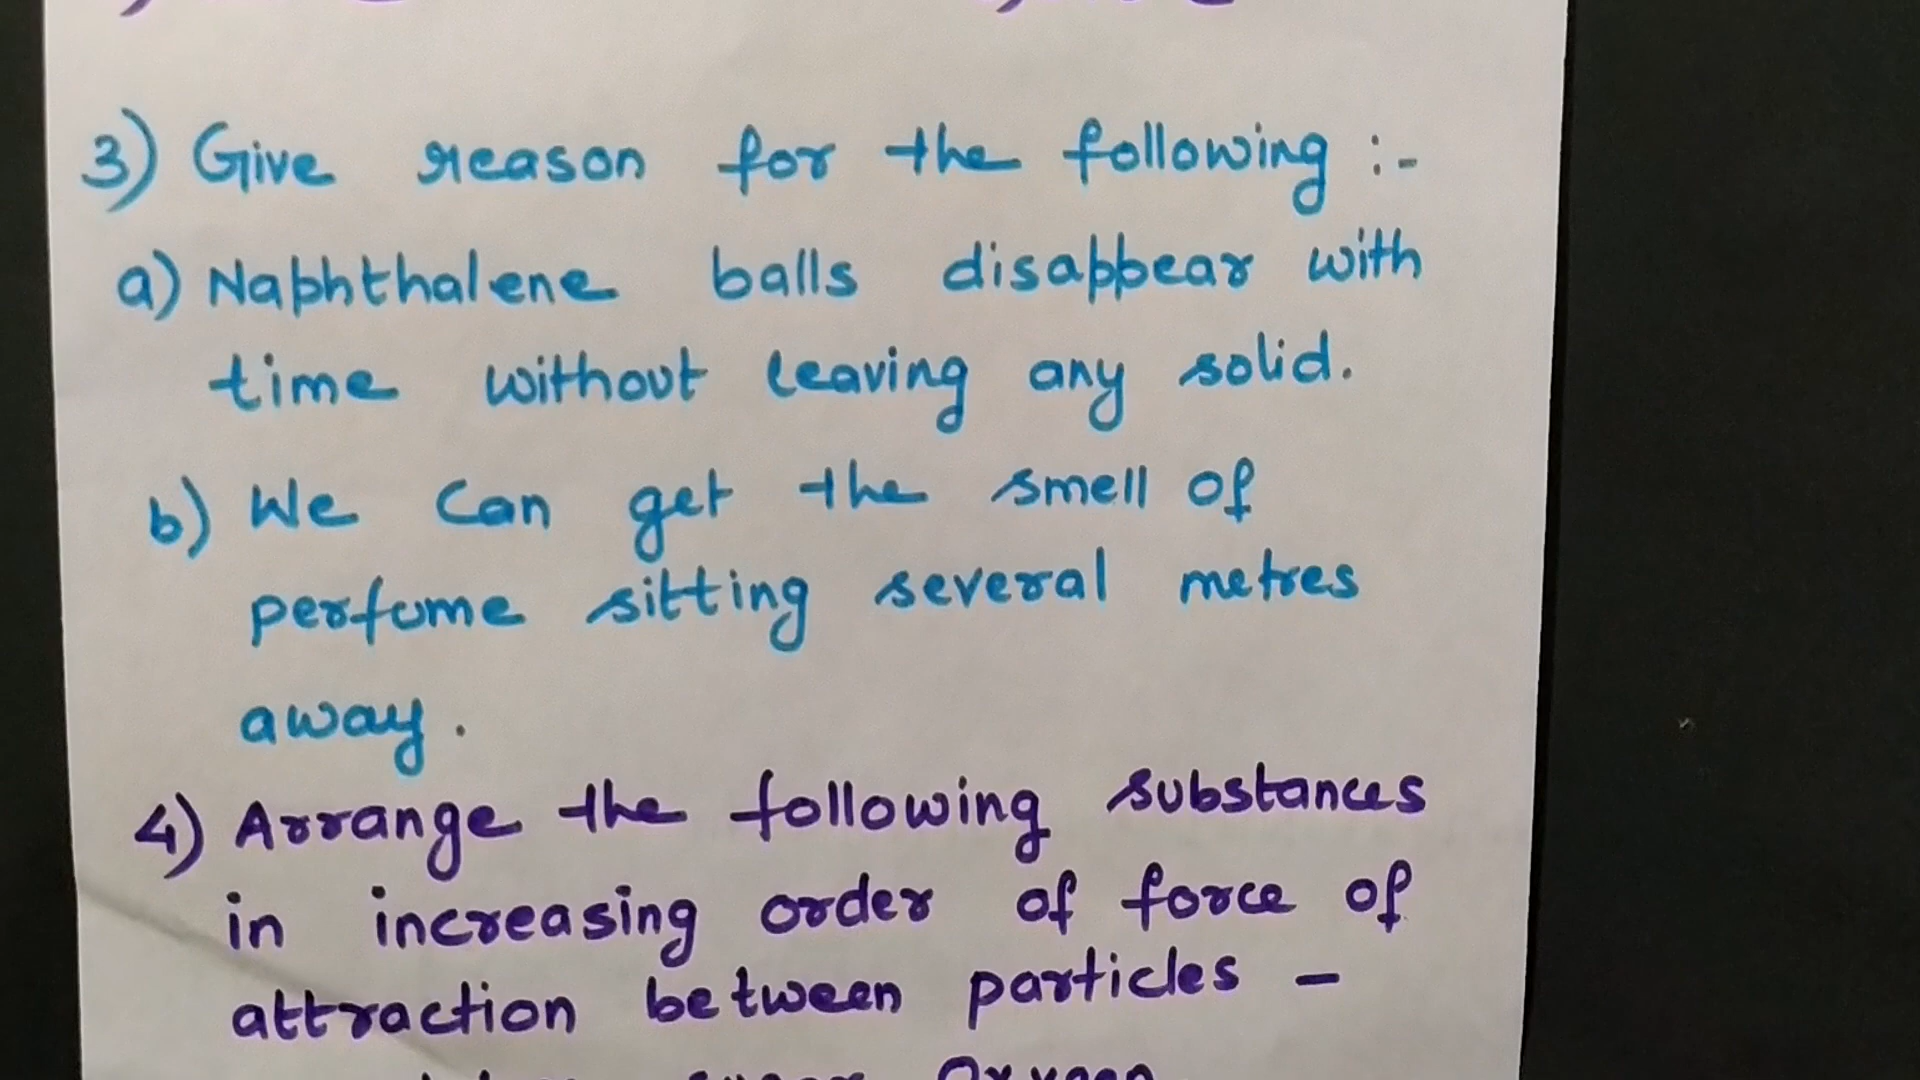 3) Give reason for the following :-
a) Naphthalene balls disappear with
time without leaving any solid.
b) We can get the smell of
perfume sitting several metres
away.
4) Arrange the following substances
in increasing order of force of
attraction between particles –
sugar, Oxygen